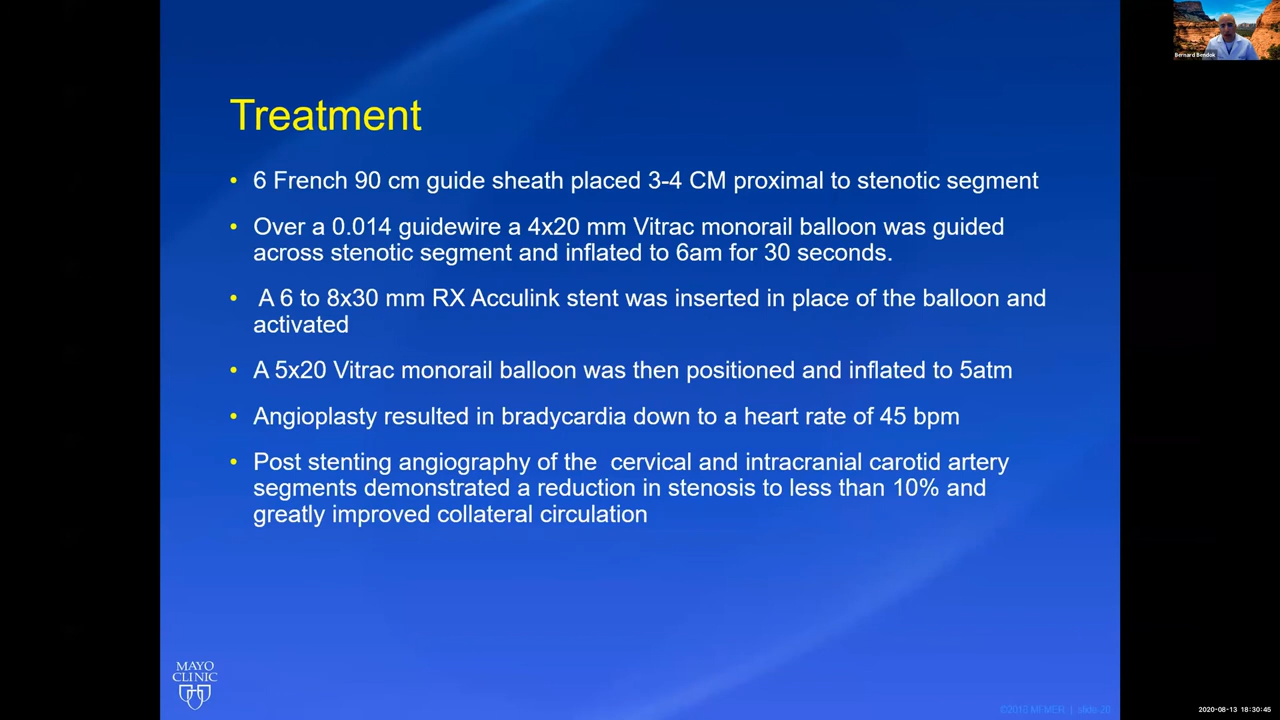 Bernard Bendok
Treatment
• 6 French 90 cm guide sheath placed 3-4 CM proximal to stenotic segment
• Over a 0.014 guidewire a 4x20 mm Vitrac monorail balloon was guided
across stenotic segment and inflated to 6am for 30 seconds.
• A 6 to 8x30 mm RX Acculink stent was inserted in place of the balloon and
activated
• A 5x20 Vitrac monorail balloon was then positioned and inflated to 5atm
• Angioplasty resulted in bradycardia down to a heart rate of 45 bpm
• Post stenting angiography of the cervical and intracranial carotid artery
segments demonstrated a reduction in stenosis to less than 10% and
greatly improved collateral circulation
MAYO
CLINIC
©2018 MFMER | slide-20
2020-08-13 18:30:45